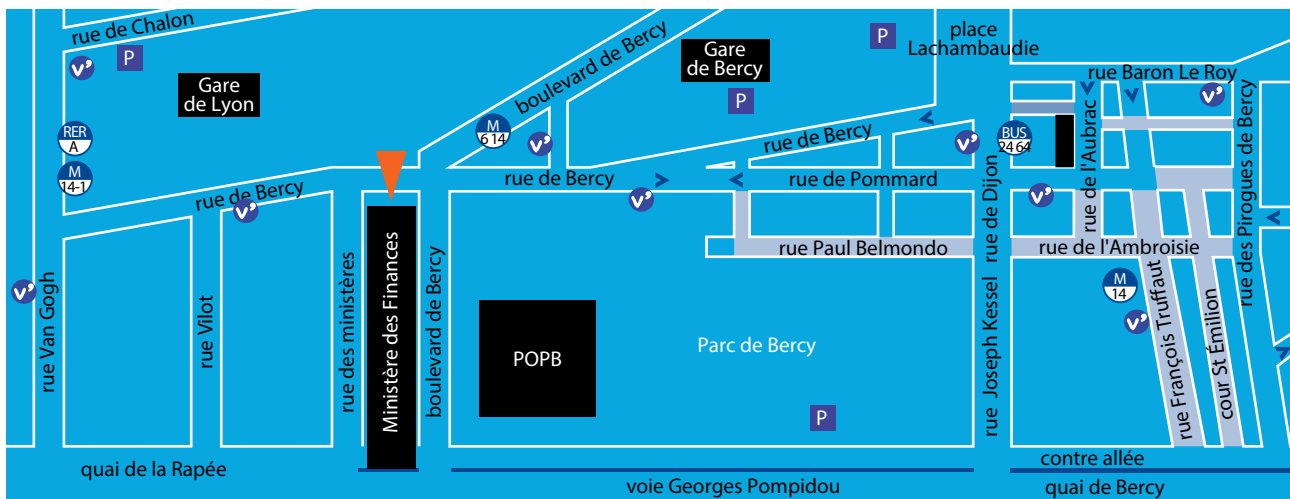 rue de Chalon
P
v'
Gare
de Lyon
boulevard de Bercy
Gare
de Bercy
P
P
place
Lachambaudie
rue Baron Le Roy
v'
RER
A
M
14-1
M
6 14
v'
rue de Bercy
v'
BUS
24 64
rue de l'Aubrac
rue des Pirogues de Bercy
rue de Bercy
v'
rue de Bercy
v'
rue de Pommard
rue de Dijon
v'
rue Paul Belmondo
rue de l'Ambroisie
v'
rue Van Gogh
rue Vilot
rue des ministères
Ministère des Finances
boulevard de Bercy
POPB
Parc de Bercy
P
rue Joseph Kessel
M
14
v'
rue François Truffaut
cour St Émilion
quai de la Rapée
voie Georges Pompidou
contre allée
quai de Bercy